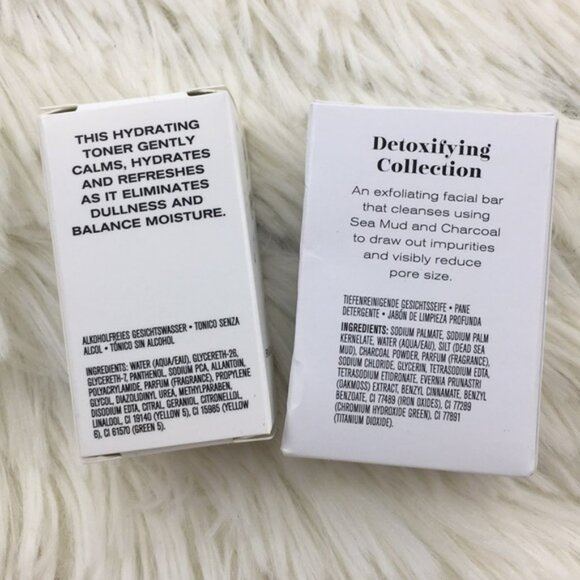 THIS HYDRATING
TONER GENTLY
CALMS, HYDRATES
AND REFRESHES
AS IT ELIMINATES
DULLNESS AND
BALANCE MOISTURE.
ALKOHOLFREIES GESICHTSWASSER • TONICO SENZA
ALCOL • TÓNICO SIN ALCOHOL
INGREDIENTS: WATER (AQUA/EAU), GLYCERETH-26,
GLYCERETH-7, PANTHENOL, SODIUM PCA, ALLANTOIN,
POLYACRYLAMIDE, PARFUM (FRAGRANCE), PROPYLENE
GLYCOL, DIAZOLIDINYL UREA, METHYLPARABEN,
DISODIUM EDTA, CITRAL, GERANIOL, CITRONELLOL,
LINALOOL, CI 19140 (YELLOW 5), CI 15985 (YELLOW
6), CI 61570 (GREEN 5).
Detoxifying
Collection
An exfoliating facial bar
that cleanses using
Sea Mud and Charcoal
to draw out impurities
and visibly reduce
pore size.
TIEFENREINIGENDE GESICHTSSEIFE • PANE
DETERGENTE • JABÓN DE LIMPIEZA PROFUNDA
INGREDIENTS: SODIUM PALMATE, SODIUM PALM
KERNELATE, WATER (AQUA/EAU), SILT (DEAD SEA
MUD), CHARCOAL POWDER, PARFUM (FRAGRANCE),
SODIUM CHLORIDE, GLYCERIN, TETRASODIUM EDTA,
TETRASODIUM ETIDRONATE, EVERNIA PRUNASTRI
(OAKMOSS) EXTRACT, BENZYL CINNAMATE, BENZYL
BENZOATE, CI 77489 (IRON OXIDES), CI 77289
(CHROMIUM HYDROXIDE GREEN), CI 77891
(TITANIUM DIOXIDE).